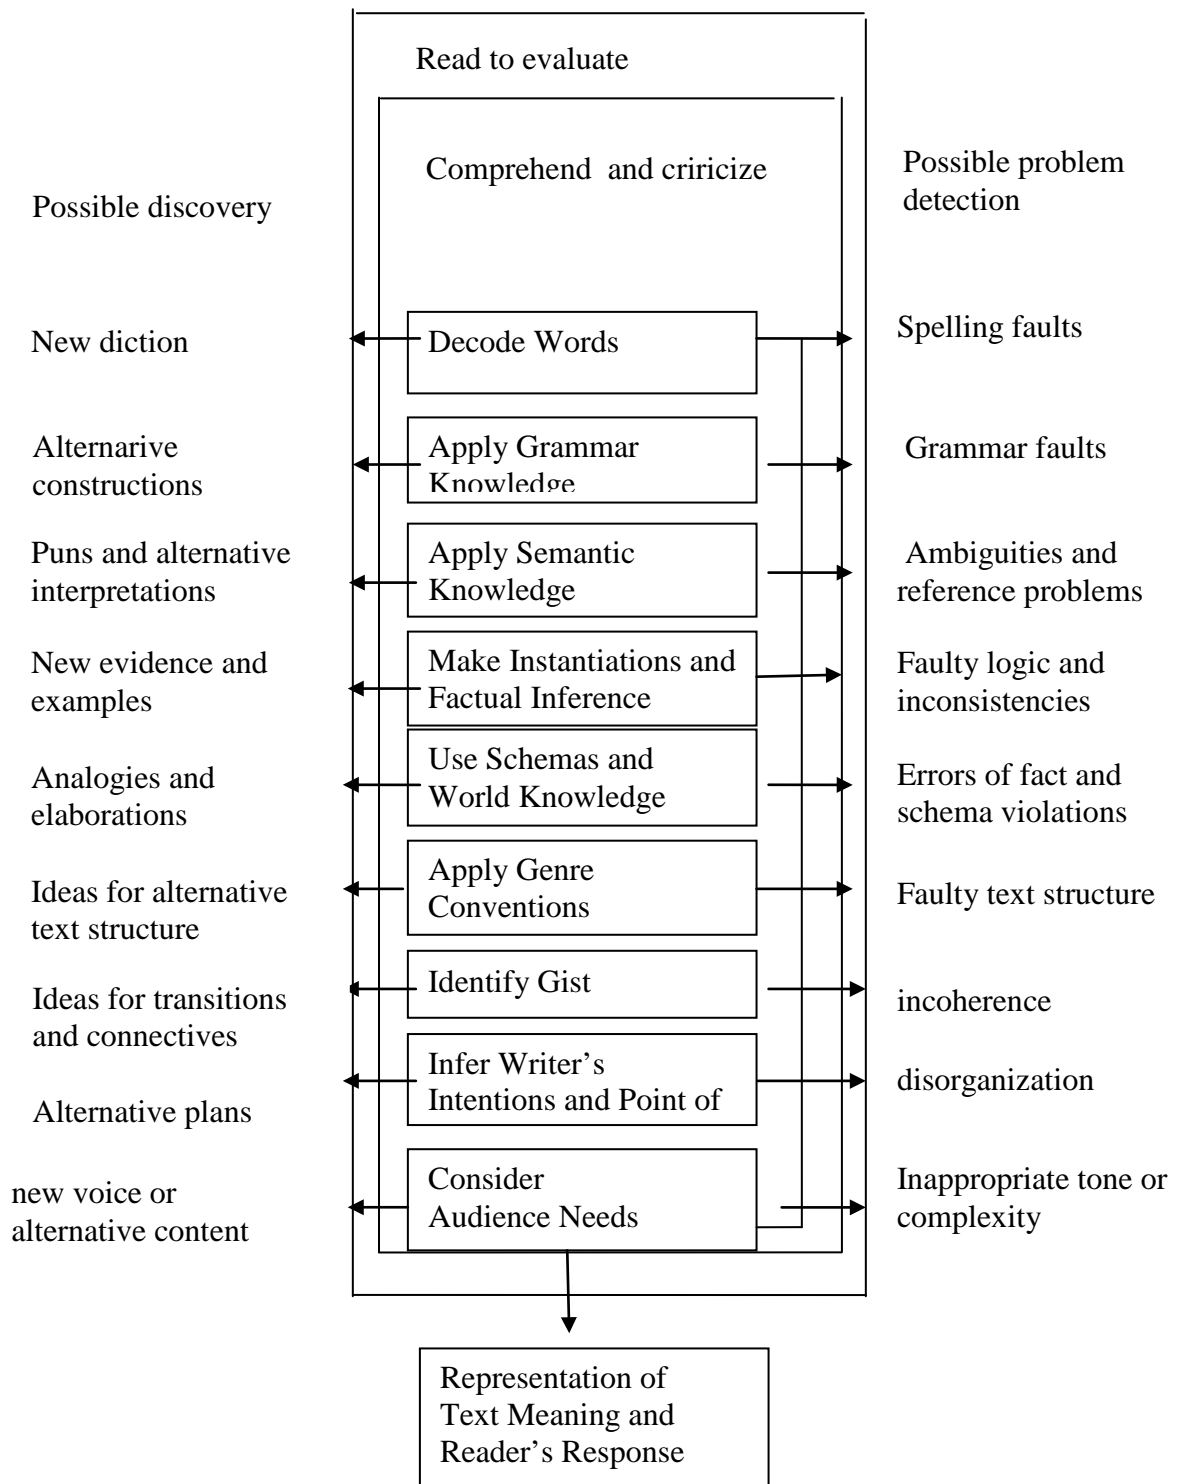 Read to evaluate
Comprehend and criricize
Possible problem
detection
Possible discovery
New diction
Decode Words
Spelling faults
Alternarive
constructions
Apply Grammar
Knowledge
Grammar faults
Puns and alternative
interpretations
Apply Semantic
Knowledge
Ambiguities and
reference problems
New evidence and
examples
Make Instantiations and
Factual Inference
Faulty logic and
inconsistencies
Analogies and
elaborations
Use Schemas and
World Knowledge
Errors of fact and
schema violations
Ideas for alternative
text structure
Apply Genre
Conventions
Faulty text structure
Ideas for transitions
and connectives
Identify Gist
incoherence
Alternative plans
Infer Writer’s
Intentions and Point of
disorganization
new voice or
alternative content
Consider
Audience Needs
Inappropriate tone or
complexity
Representation of
Text Meaning and
Reader’s Response